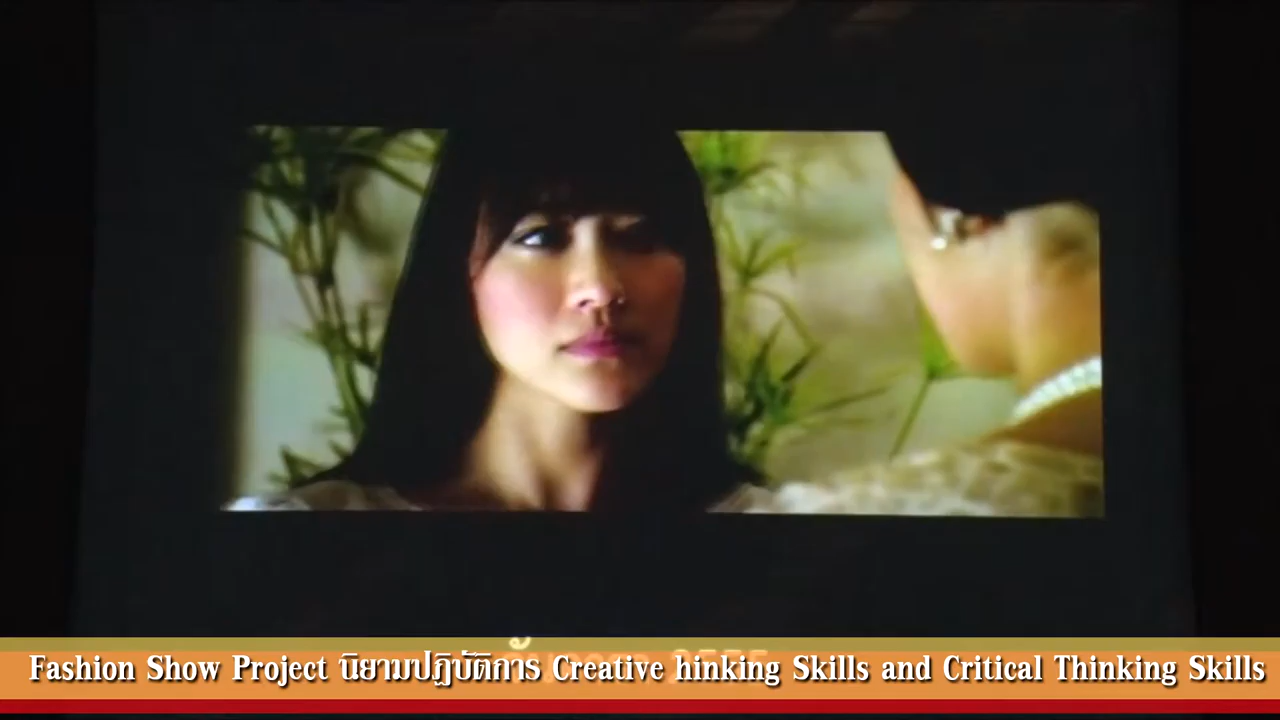 Fashion Show Project นิยามปฏิบัติการ Creative hinking Skills and Critical Thinking Skills